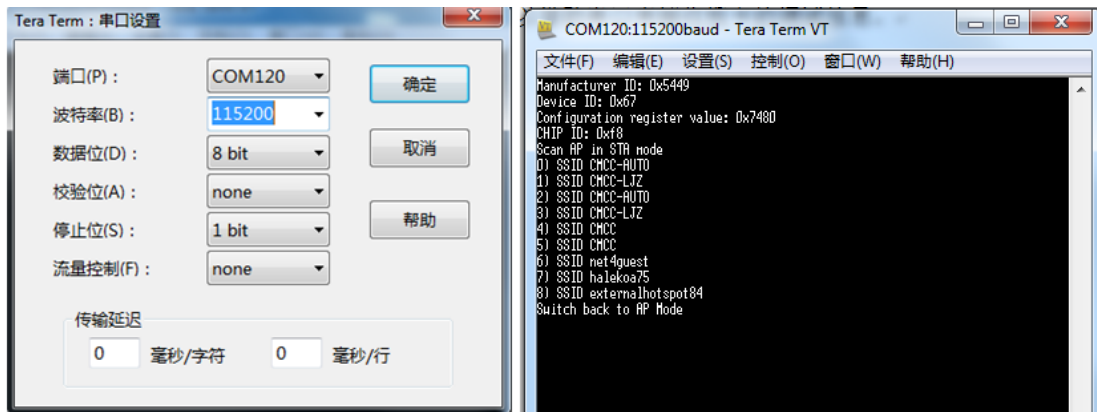 Tera Term：串口设置
端口(P)：
COM120
确定
波特率(B)：
115200
数据位(D)：
8 bit
取消
校验位(A)：
none
停止位(S)：
1 bit
帮助
流量控制(F)：
none
传输延迟
0 毫秒/字符 0 毫秒/行
COM120:115200baud - Tera Term VT
文件(F) 编辑(E) 设置(S) 控制(O) 窗口(W) 帮助(H)
Manufacturer ID: 0x5449
Device ID: 0x67
Configuration register value: 0x7480
CHIP ID: 0xf8
Scan AP in STA mode
0) SSID CMCC-AUTO
1) SSID CMCC-LJZ
2) SSID CMCC-AUTO
3) SSID CMCC-LJZ
4) SSID CMCC
5) SSID CMCC
6) SSID net4guest
7) SSID halekoa75
8) SSID externalhotspot84
Switch back to AP Mode